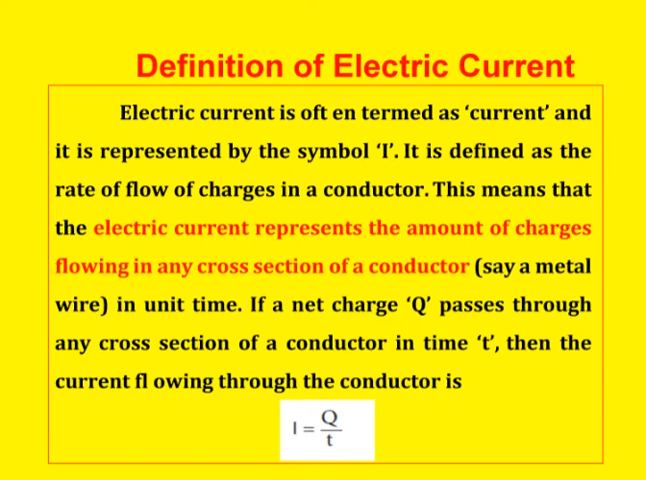 Definition of Electric Current
Electric current is oft en termed as ‘current’ and
it is represented by the symbol ‘I’. It is defined as the
rate of flow of charges in a conductor. This means that
the electric current represents the amount of charges
flowing in any cross section of a conductor (say a metal
wire) in unit time. If a net charge ‘Q’ passes through
any cross section of a conductor in time ‘t’, then the
current fl owing through the conductor is
I = Q/t